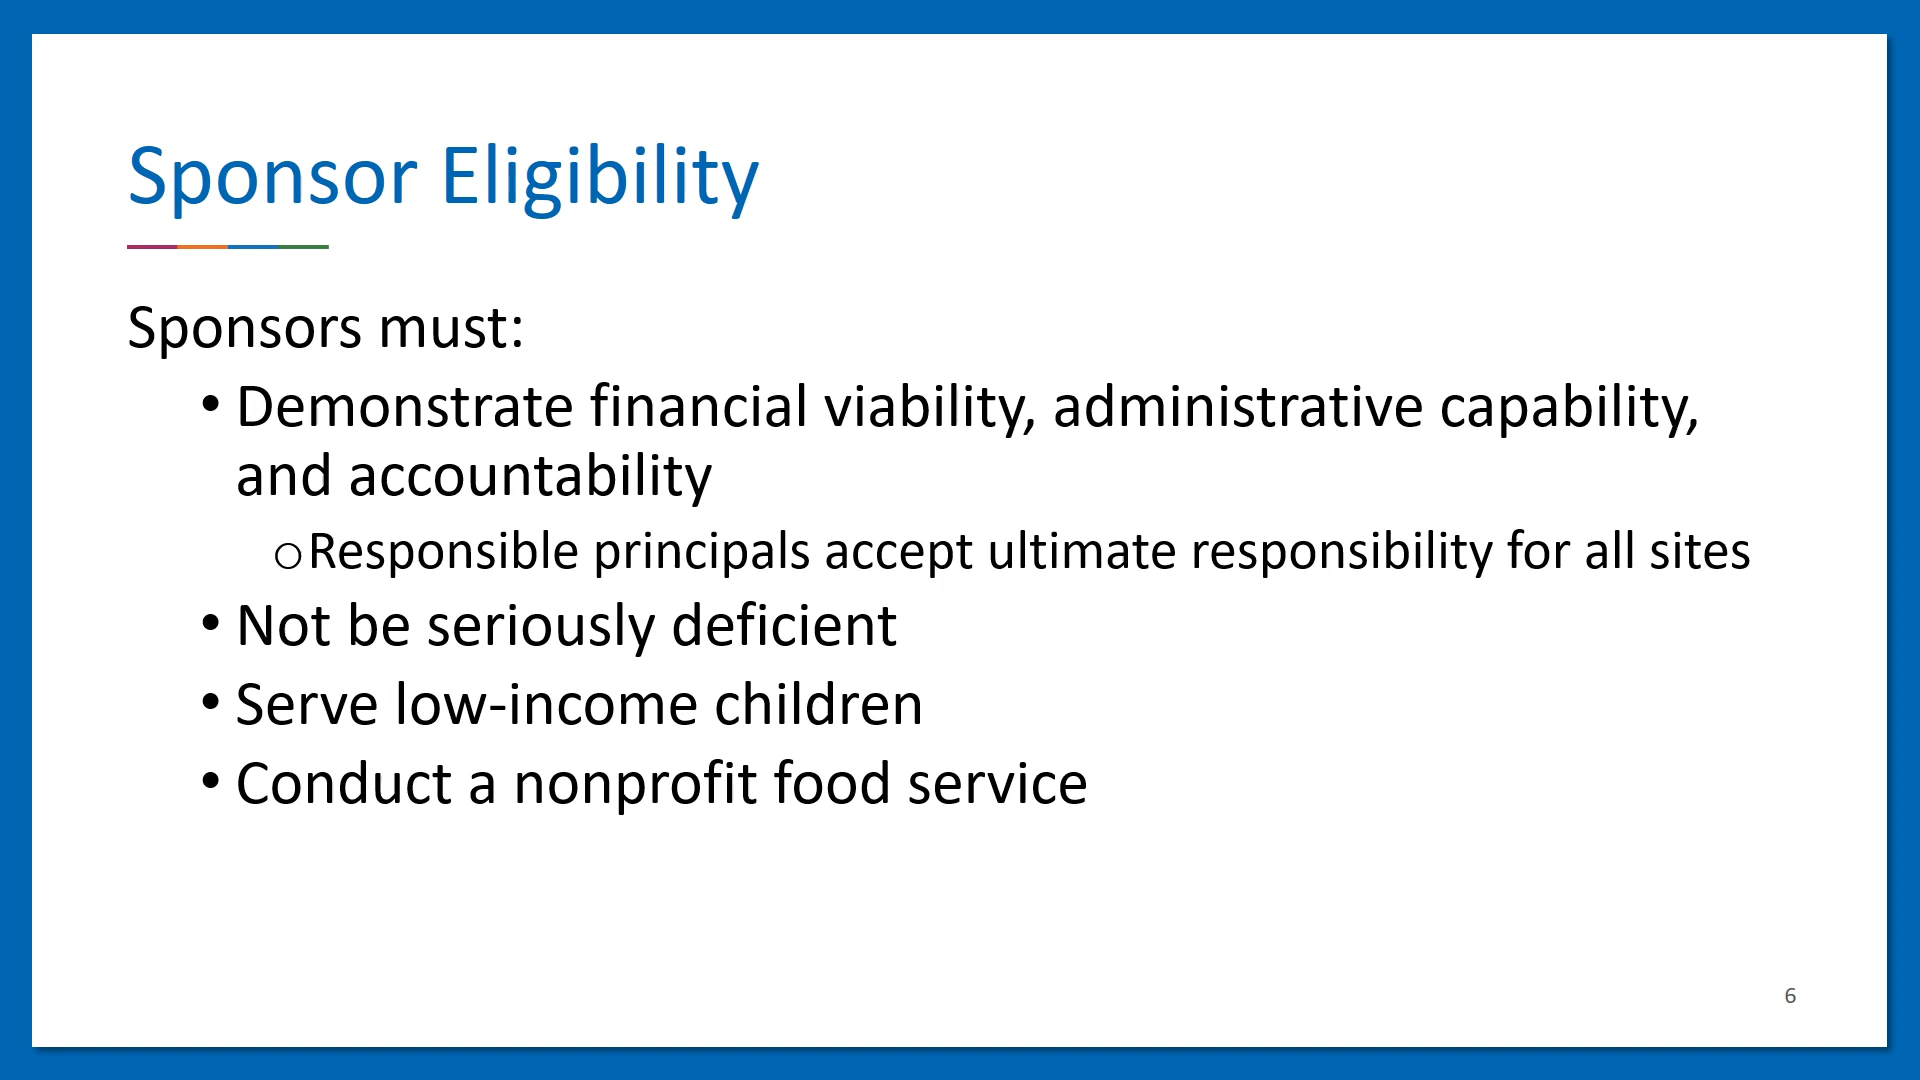 Sponsor Eligibility
Sponsors must:
• Demonstrate financial viability, administrative capability,
and accountability
o Responsible principals accept ultimate responsibility for all sites
• Not be seriously deficient
• Serve low-income children
• Conduct a nonprofit food service
6